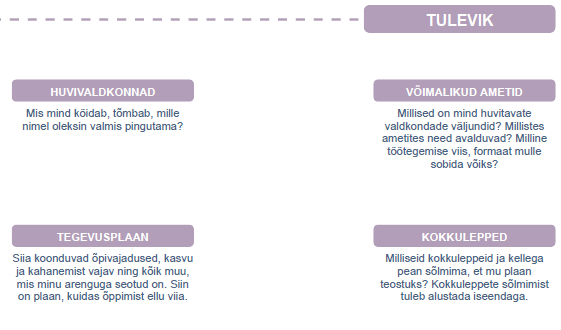 TULEVIK
HUVIVALDKONNAD
Mis mind köidab, tõmbab, mille
nimel oleksin valmis pingutama?
VÕIMALIKUD AMETID
Millised on mind huvitavate
valdkondade väljundid? Millistes
ametites need avalduvad? Milline
töötegemise viis, formaat mulle
sobida võiks?
TEGEVUSPLAAN
Siia koonduvad õpivajadused, kasvu
ja kahanemist vajav ning kõik muu,
mis minu arenguga seotud on. Siin
on plaan, kuidas õppimist ellu viia.
KOKKULEPPED
Milliseid kokkuleppeid ja kellega
pean sõlmima, et mu plaan
teostuks? Kokkuleppete sõlmimist
tuleb alustada iseendaga.